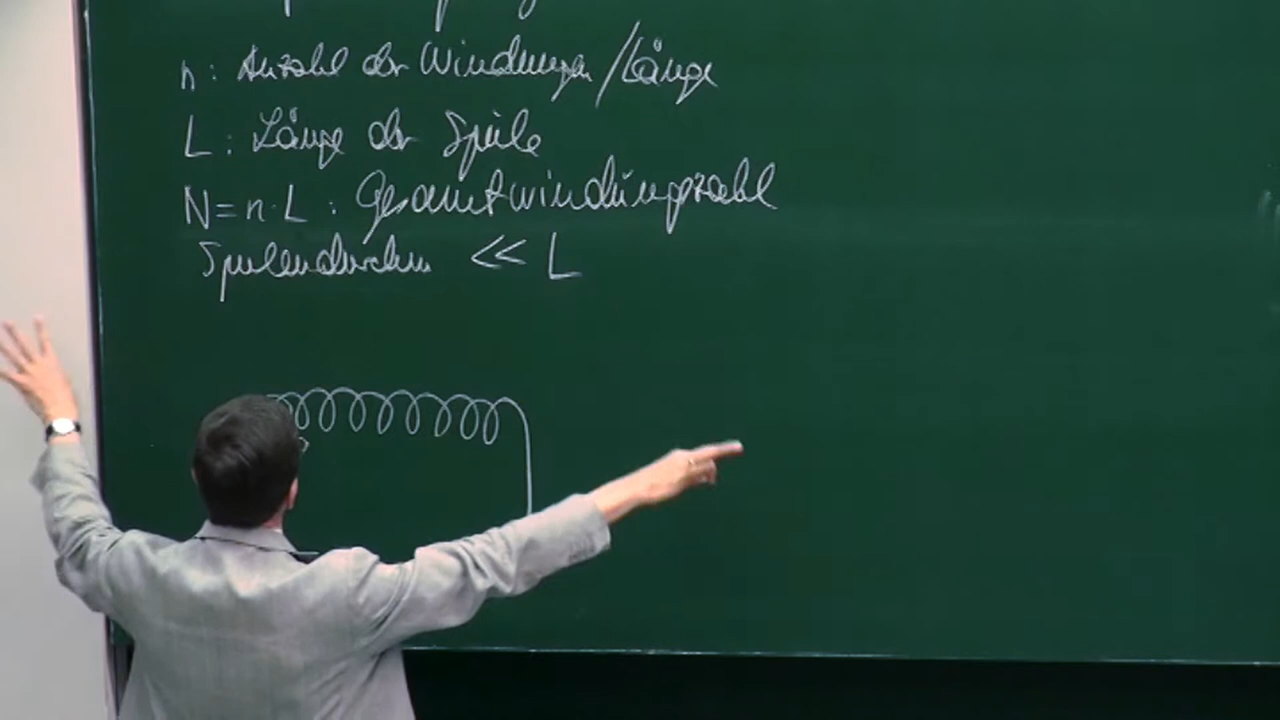 n: Anzahl der Windungen/Länge
L: Länge der Spule
N=n·L: Gesamtwindungszahl
Spulendurchm << L